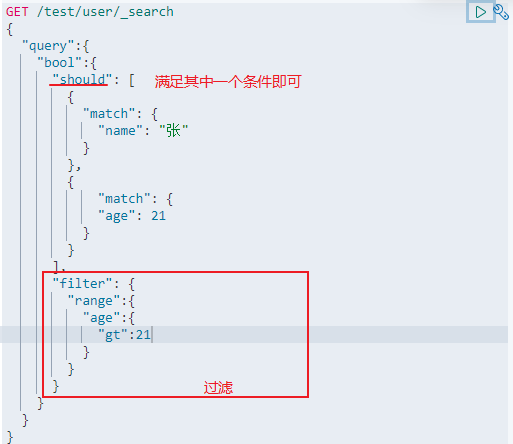 GET /test/user/_search
{
  "query":{
    "bool":{
      "should": [ 满足其中一个条件即可
        {
          "match": {
            "name": "张"
          }
        },
        {
            "match": {
            "age": 21
          }
        }
      ],
      "filter": {
        "range":{
          "age":{
            "gt":21
          }
        }
      } 过滤
    }
  }
}